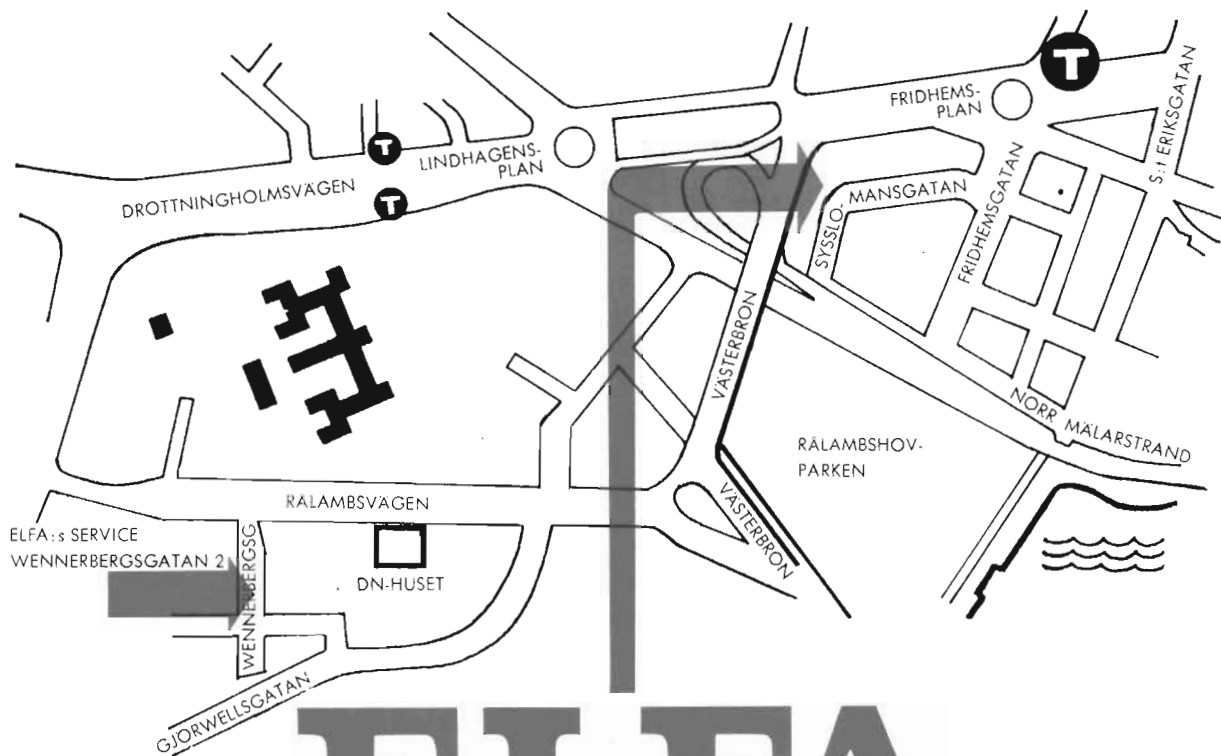 T
FRIDHEMS-
PLAN
S:t ERIKSGATAN
T
LINDHAGENS-
PLAN
DROTTNINGHOLMSVÄGEN
T
SYSSLO-
MANSGATAN
FRIDHEMSGATAN
VÄSTERBRON
NORR MÄLARSTRAND
RÅLAMBSHOV-
PARKEN
RÅLAMBSVÄGEN
VÄSTERBRON
ELFA:s SERVICE
WENNERBERGSGATAN 2
WENNERBERGSG
DN-HUSET
GJÖRWELLSGATAN
ELFA